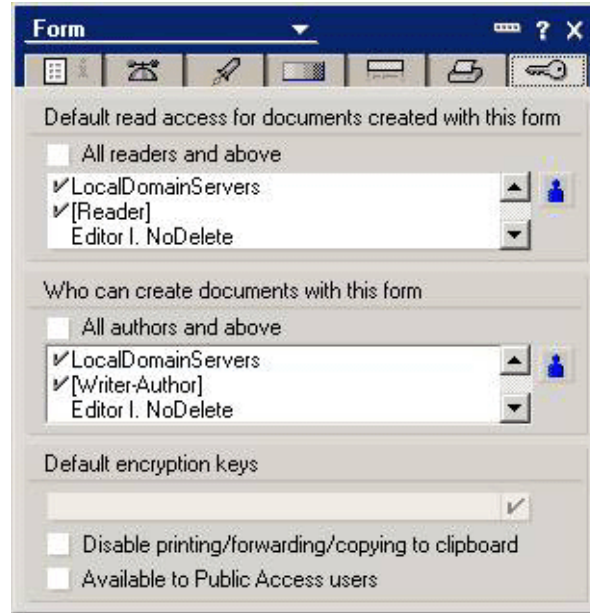 Form
?
X
i
Default read access for documents created with this form
All readers and above
LocalDomainServers
[Reader]
Editor I. NoDelete
Who can create documents with this form
All authors and above
LocalDomainServers
[Writer-Author]
Editor I. NoDelete
Default encryption keys
Disable printing/forwarding/copying to clipboard
Available to Public Access users